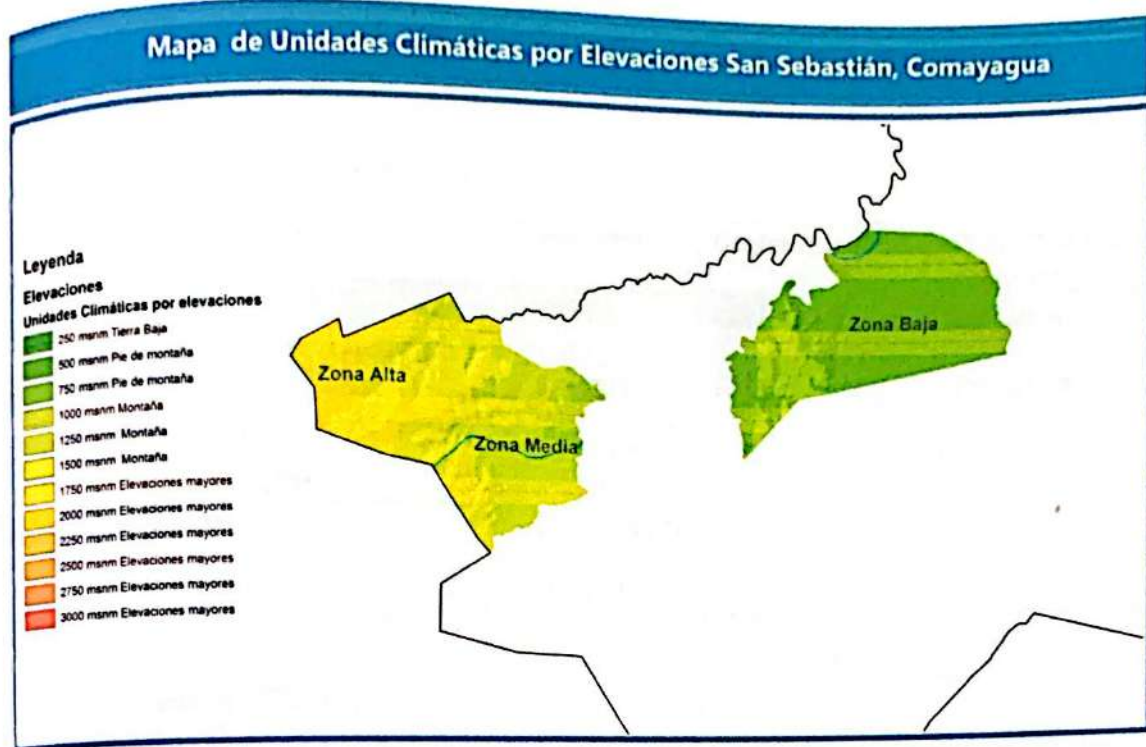 Mapa de Unidades Climáticas por Elevaciones San Sebastián, Comayagua
Leyenda
Elevaciones
Unidades Climáticas por elevaciones
250 msnm Tierra Baja
500 msnm Pie de montaña
750 msnm Pie de montaña
1000 msnm Montaña
1250 msnm Montaña
1500 msnm Montaña
1750 msnm Elevaciones mayores
2000 msnm Elevaciones mayores
2250 msnm Elevaciones mayores
2500 msnm Elevaciones mayores
2750 msnm Elevaciones mayores
3000 msnm Elevaciones mayores
Zona Alta
Zona Media
Zona Baja